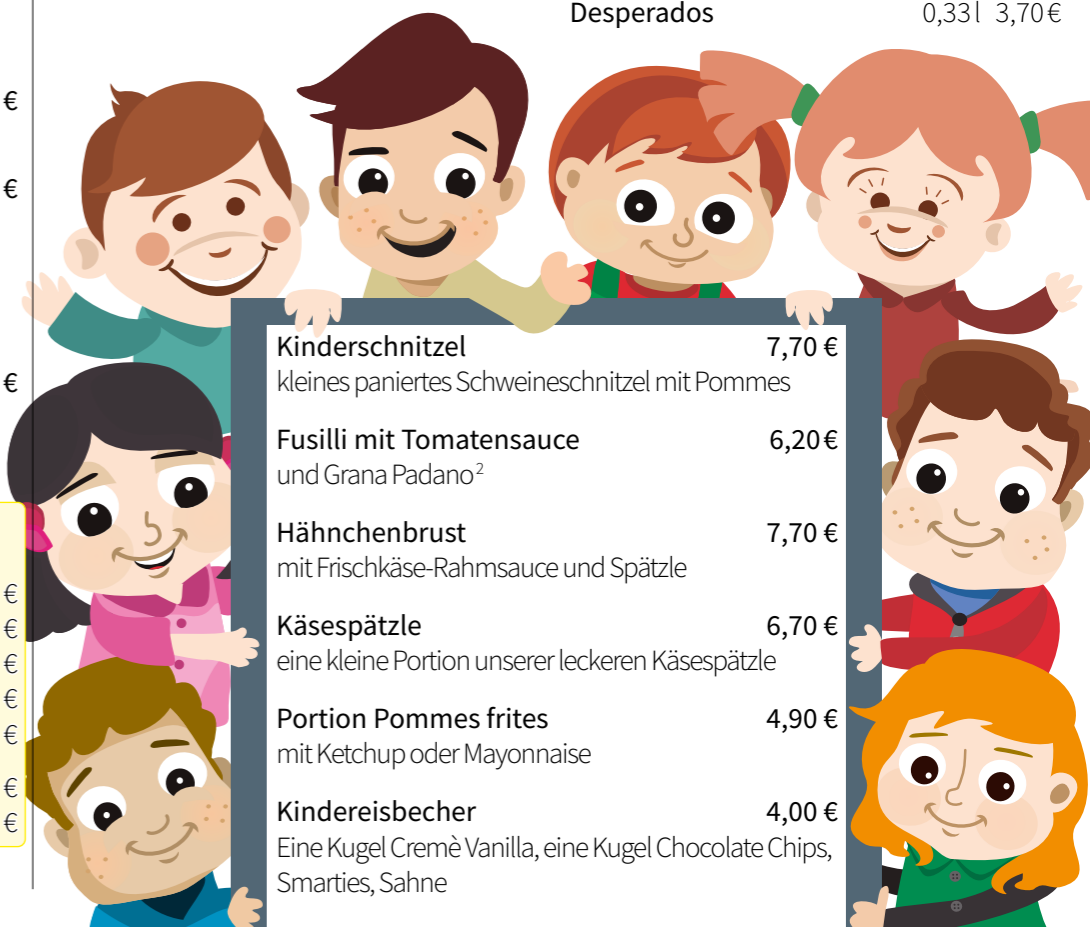 Desperados 0,33 l 3,70 €
€
€
€
Kinderschnitzel 7,70 €
kleines paniertes Schweineschnitzel mit Pommes
Fusilli mit Tomatensauce 6,20 €
und Grana Padano²
Hähnchenbrust 7,70 €
mit Frischkäse-Rahmsauce und Spätzle
Käsespätzle 6,70 €
eine kleine Portion unserer leckeren Käsespätzle
Portion Pommes frites 4,90 €
mit Ketchup oder Mayonnaise
Kindereisbecher 4,00 €
Eine Kugel Cremè Vanilla, eine Kugel Chocolate Chips,
Smarties, Sahne
€
€
€
€
€
€
€